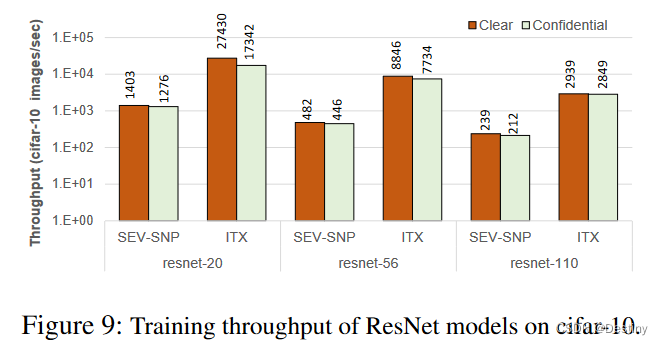 Clear Confidential
Throughput (cifar-10 images/sec)
1.E+05
1.E+04
1.E+03
1.E+02
1.E+01
1.E+00
1403 1276 27430 17342 482 446 8846 7734 239 212 2939 2849
SEV-SNP ITX SEV-SNP ITX SEV-SNP ITX
resnet-20 resnet-56 resnet-110
Figure 9: Training throughput of ResNet models on cifar-10.
CSDN @Destiny